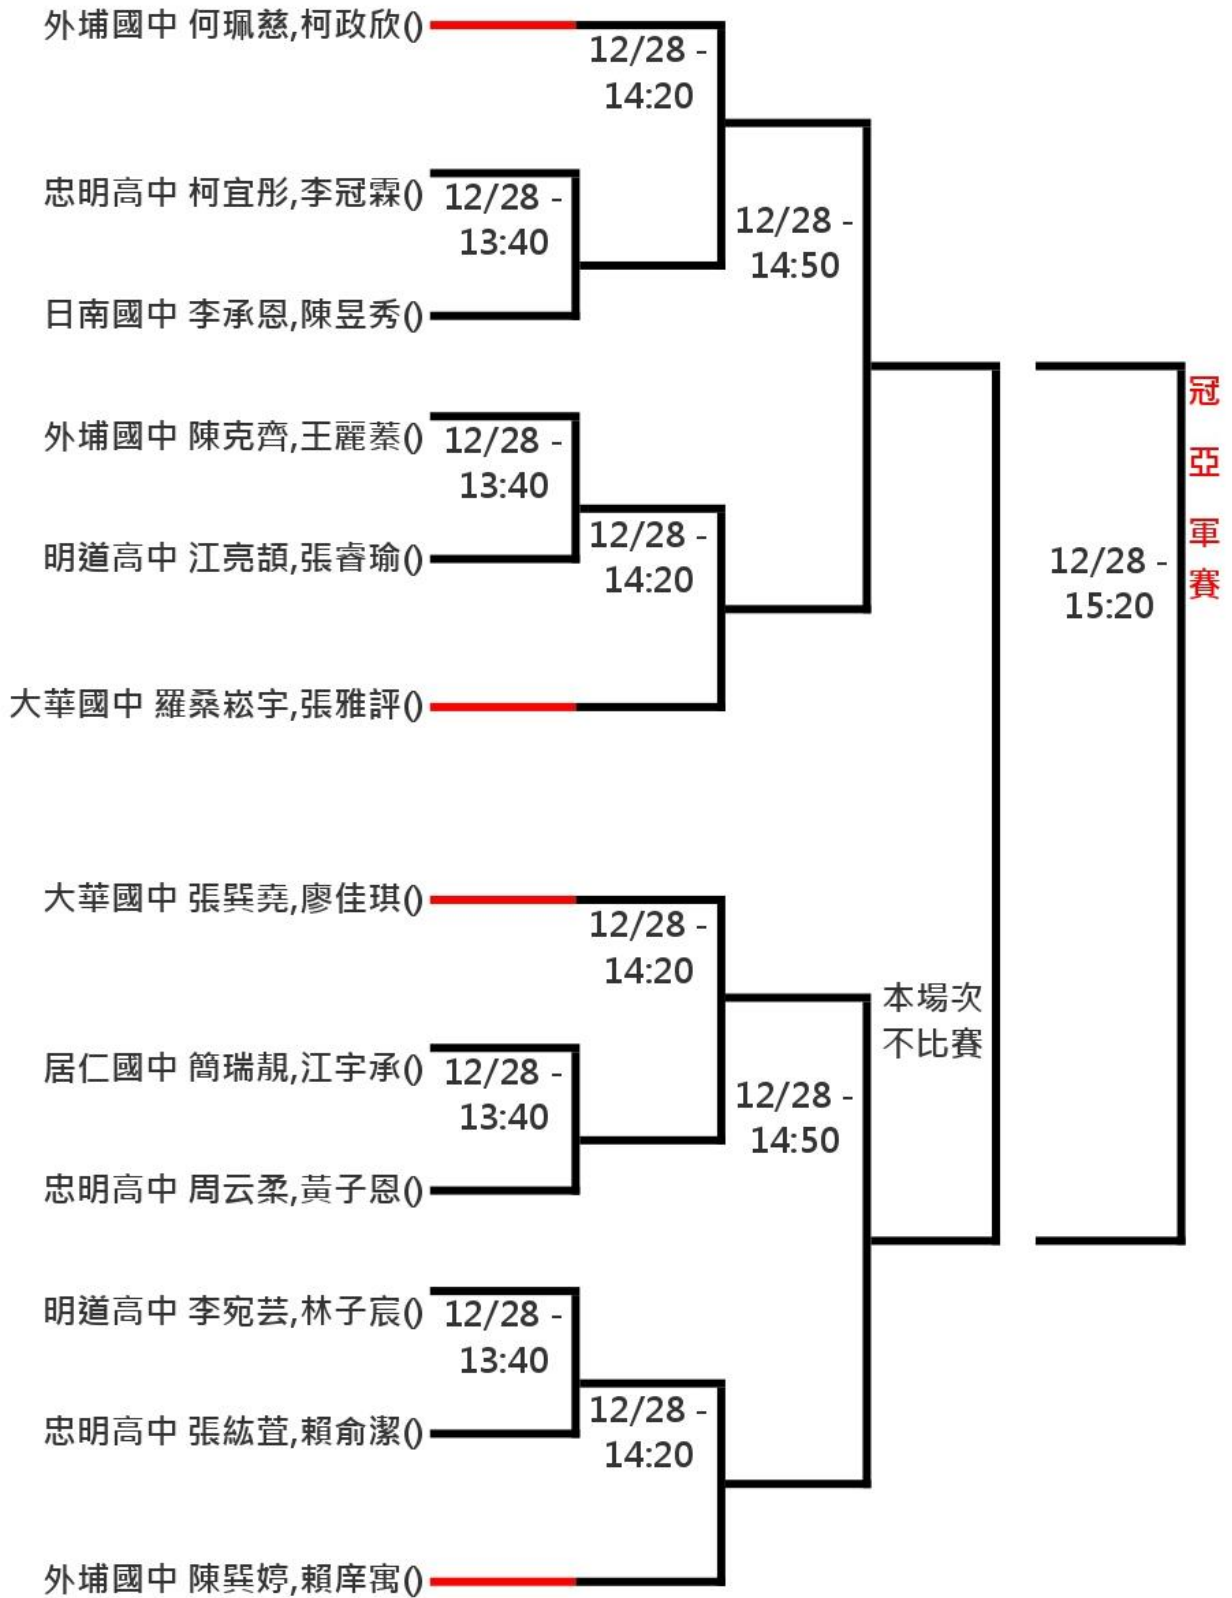 外埔國中 何珮慈,柯政欣()
12/28 -
14:20
忠明高中 柯宜彤,李冠霖()
12/28 -
13:40
12/28 -
14:50
日南國中 李承恩,陳昱秀()
冠
亞
軍
賽
外埔國中 陳克齊,王麗蓁()
12/28 -
13:40
明道高中 江亮頡,張睿瑜()
12/28 -
14:20
12/28 -
15:20
大華國中 羅桑崧宇,張雅評()
大華國中 張巽堯,廖佳琪()
12/28 -
14:20
本場次
不比賽
居仁國中 簡瑞靚,江宇承()
12/28 -
13:40
12/28 -
14:50
忠明高中 周云柔,黃子恩()
明道高中 李宛芸,林子宸()
12/28 -
13:40
忠明高中 張紘萓,賴俞潔()
12/28 -
14:20
外埔國中 陳巽婷,賴庠寓()